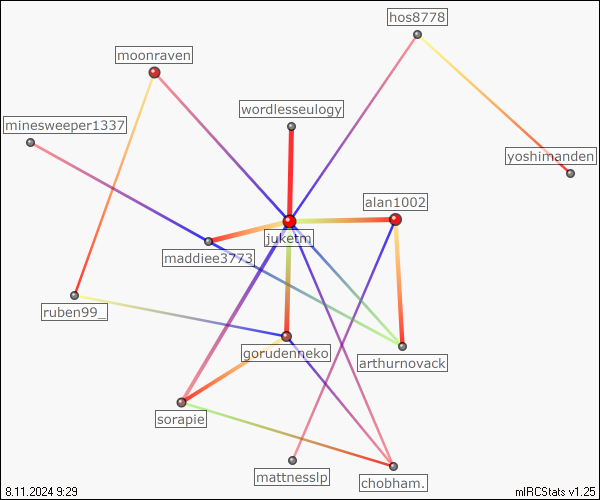 hos8778
moonraven
wordlesseulogy
minesweeper1337
yoshimanden
alan1002
juketm
maddiee3773
ruben99_
gorudenneko
arthurnovack
sorapie
mattnesslp
chobham.
8.11.2024 9:29
mIRCStats v1.25